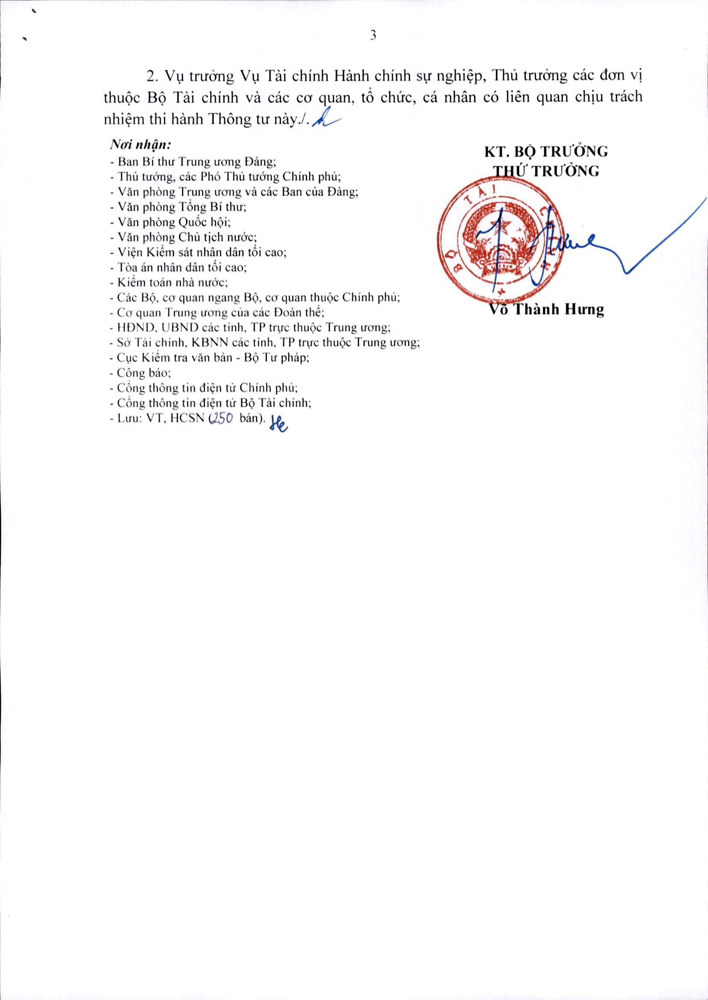 3
2. Vụ trưởng Vụ Tài chính Hành chính sự nghiệp, Thủ trưởng các đơn vị
thuộc Bộ Tài chính và các cơ quan, tổ chức, cá nhân có liên quan chịu trách
nhiệm thi hành Thông tư này./.
Nơi nhận:
- Ban Bí thư Trung ương Đảng;
- Thủ tướng, các Phó Thủ tướng Chính phủ;
- Văn phòng Trung ương và các Ban của Đảng;
- Văn phòng Tổng Bí thư;
- Văn phòng Quốc hội;
- Văn phòng Chủ tịch nước;
- Viện Kiểm sát nhân dân tối cao;
- Tòa án nhân dân tối cao;
- Kiểm toán nhà nước;
- Các Bộ, cơ quan ngang Bộ, cơ quan thuộc Chính phủ;
- Cơ quan Trung ương của các Đoàn thể;
- HĐND, UBND các tỉnh, TP trực thuộc Trung ương;
- Sở Tài chính, KBNN các tỉnh, TP trực thuộc Trung ương;
- Cục Kiểm tra văn bản - Bộ Tư pháp;
- Công báo;
- Cổng thông tin điện tử Chính phủ;
- Cổng thông tin điện tử Bộ Tài chính;
- Lưu: VT, HCSN (250 bản).
KT. BỘ TRƯỞNG
THỨ TRƯỞNG
BỘ TÀI CHÍNH
Võ Thành Hưng